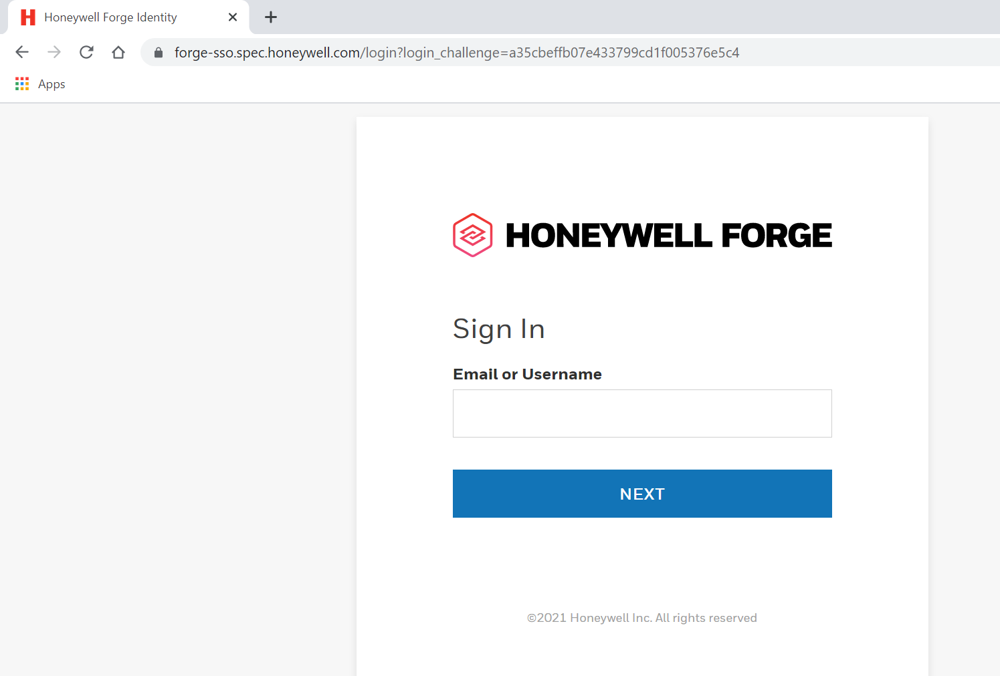 Honeywell Forge Identity
forge-sso.spec.honeywell.com/login?login_challenge=a35cbeffb07e433799cd1f005376e5c4
Apps
HONEYWELL FORGE
Sign In
Email or Username
NEXT
©2021 Honeywell Inc. All rights reserved